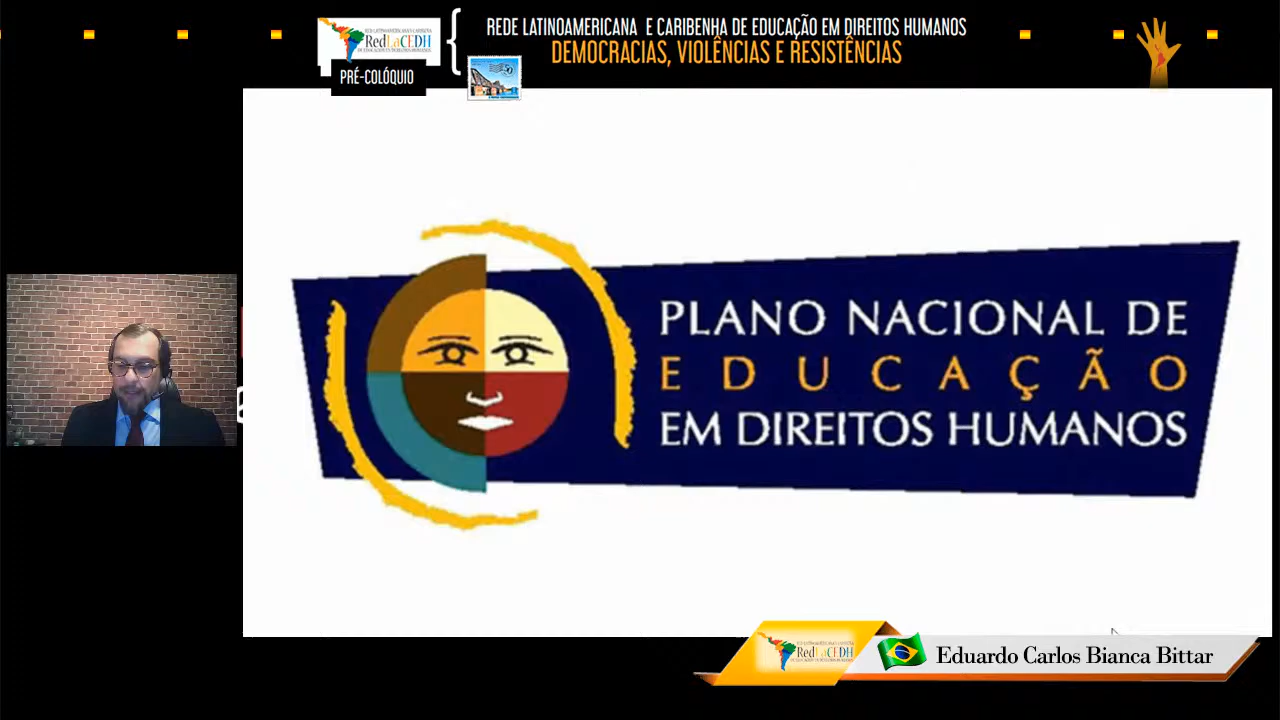 RedLaCEDH
PRÉ-COLÓQUIO
REDE LATINOAMERICANA E CARIBENHA DE EDUCAÇÃO EM DIREITOS HUMANOS
DEMOCRACIAS, VIOLÊNCIAS E RESISTÊNCIAS
PLANO NACIONAL DE
EDUCAÇÃO
EM DIREITOS HUMANOS
RedLaCEDH
Eduardo Carlos Bianca Bittar